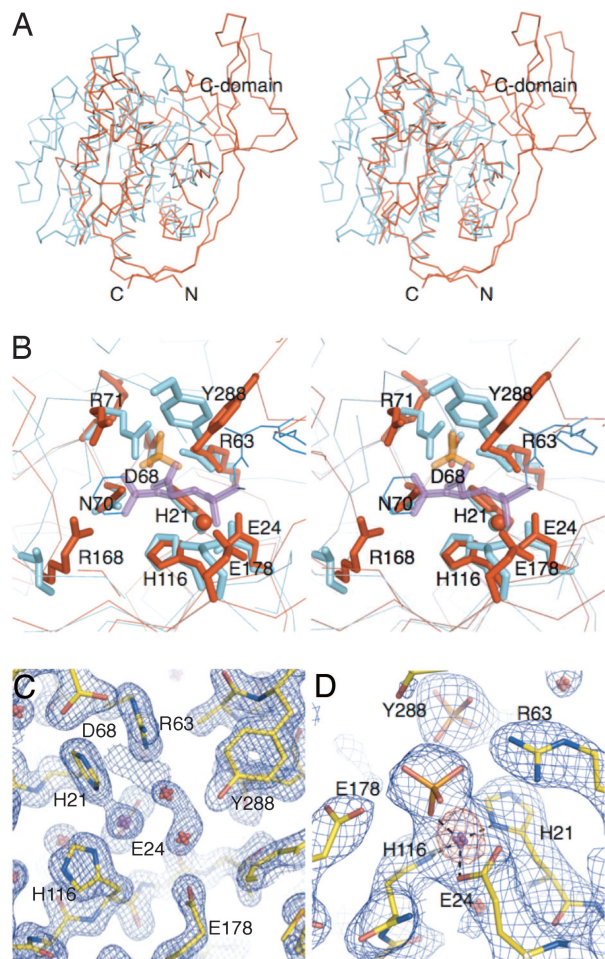 A
C-domain C-domain
C N C N
B
R71 Y288 R71 Y288
R63 R63
D68 D68
N70 H21 N70 H21
E24 E24
R168 R168
H116 E178 H116 E178
C D
Y288 R63
D68 R63
H21 Y288 E178
E24 H116 H21
H116 E24
E178